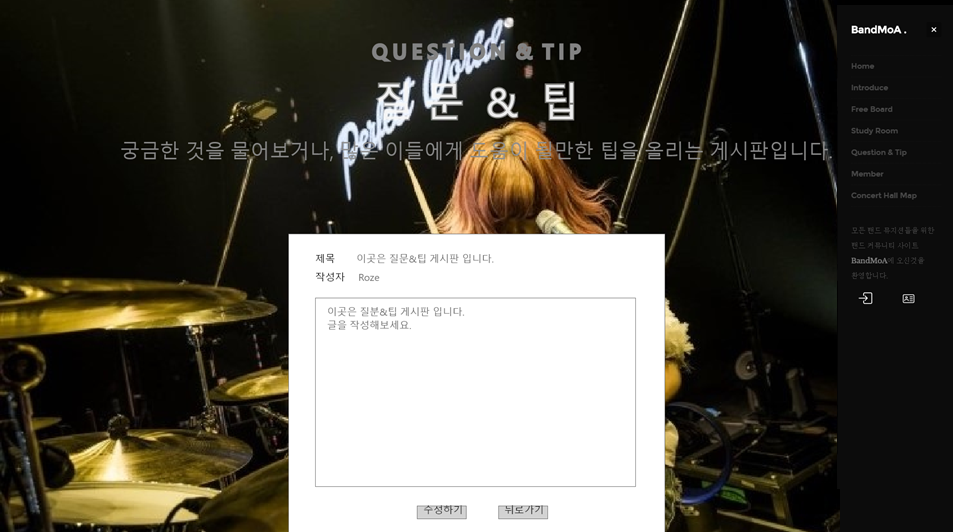 QUESTION & TIP
Perfect World
질문 & 팁
궁금한 것을 물어보거나, 많은 이들에게 도움이 될만한 팁을 올리는 게시판입니다.
제목 이곳은 질문&팁 게시판 입니다.
작성자 Roze
이곳은 질분&팁 게시판 입니다.
글을 작성해보세요.
수정하기 뒤로가기
BandMoA .
×
Home
Introduce
Free Board
Study Room
Question & Tip
Member
Concert Hall Map
모든 밴드 뮤지션들을 위한
밴드 커뮤니티 사이트
BandMoA에 오신것을
환영합니다.